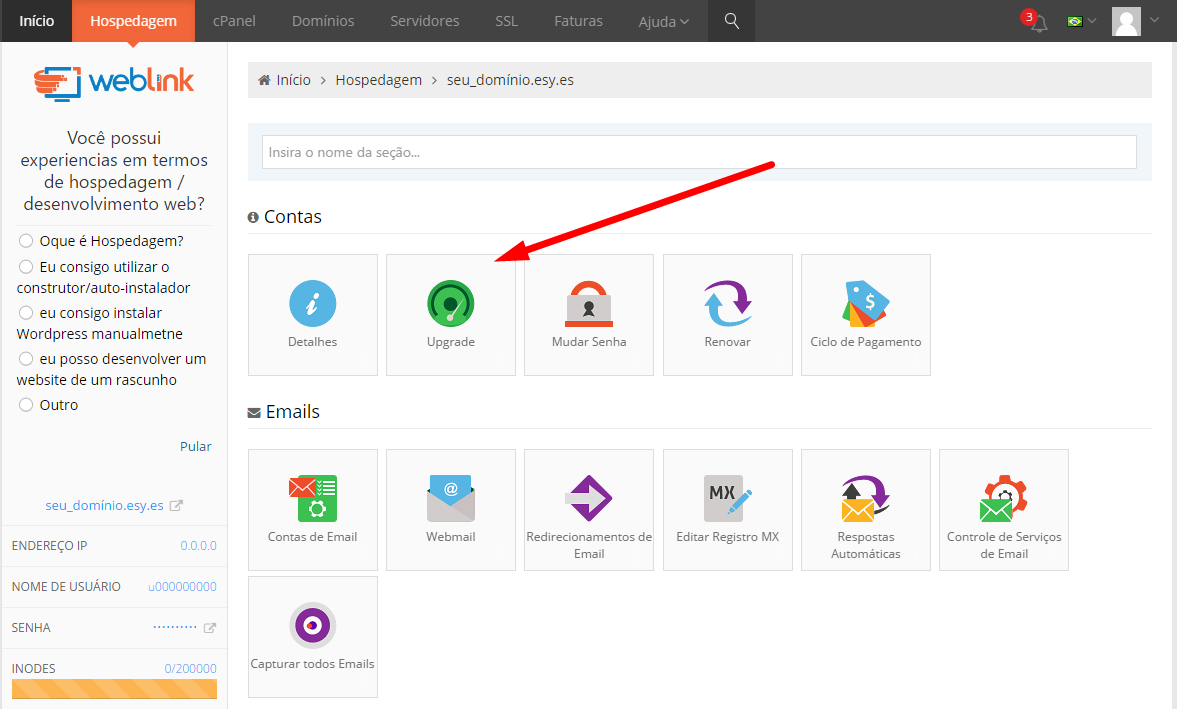 Início
Hospedagem
cPanel
Domínios
Servidores
SSL
Faturas
Ajuda
3
weblink
Você possui
experiencias em termos
de hospedagem /
desenvolvimento web?
Oque é Hospedagem?
Eu consigo utilizar o
construtor/auto-instalador
eu consigo instalar
Wordpress manualmetne
eu posso desenvolver um
website de um rascunho
Outro
Pular
seu_domínio.esy.es
ENDEREÇO IP 0.0.0.0
NOME DE USUÁRIO u000000000
SENHA ··········
INODES 0/200000
Início > Hospedagem > seu_domínio.esy.es
Insira o nome da seção...
Contas
Detalhes
Upgrade
Mudar Senha
Renovar
$
Ciclo de Pagamento
Emails
Contas de Email
@
Webmail
Redirecionamentos de
Email
MX
Editar Registro MX
Respostas
Automáticas
Controle de Serviços
de Email
Capturar todos Emails